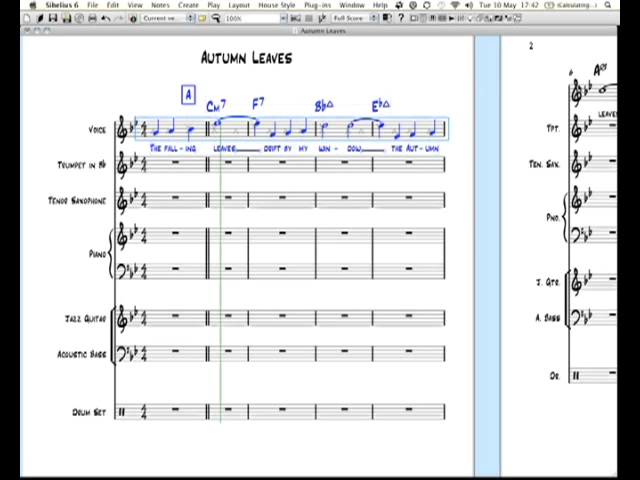 Sibelius 6 File Edit View Notes Create Play Layout House Style Plug-ins Window Help Tue 10 May 17:42 (Calculating...)
Current ve... 100% Full Score
Autumn Leaves
2
AUTUMN LEAVES
A
Cm7 F7 B♭△ E♭△
VOICE
THE FALL-ING LEAVES DRIFT BY MY WIN-DOW THE AUT-UMN
TRUMPET IN B♭
TENOR SAXOPHONE
PIANO
JAZZ GUITAR
ACOUSTIC BASS
DRUM SET
6
LEAVES
TPT.
TEN. SAX.
PNO.
J. GTR.
A. BASS
DR.